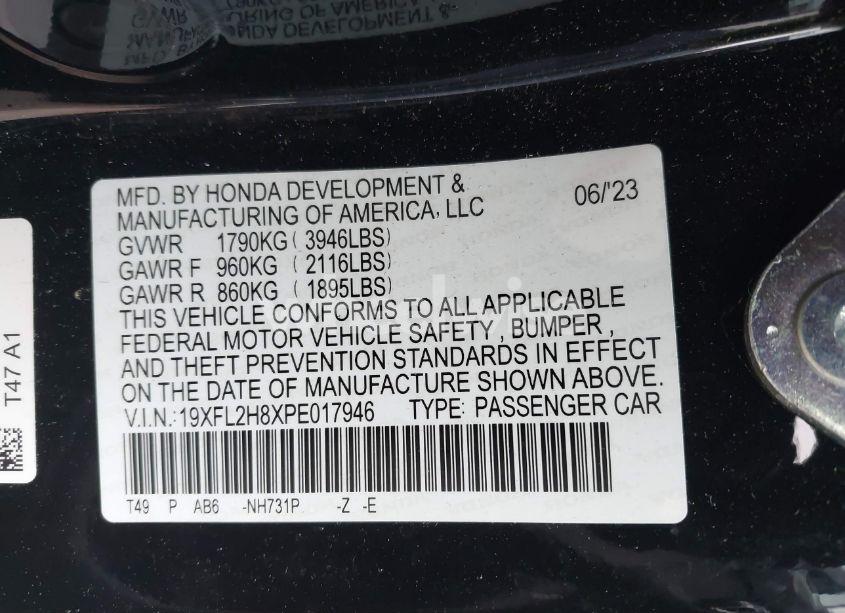 MFD. BY HONDA DEVELOPMENT &
MANUFACTURING OF AMERICA, LLC 06/'23
GVWR 1790KG ( 3946LBS)
GAWR F 960KG ( 2116LBS)
GAWR R 860KG ( 1895LBS)
THIS VEHICLE CONFORMS TO ALL APPLICABLE
FEDERAL MOTOR VEHICLE SAFETY , BUMPER ,
AND THEFT PREVENTION STANDARDS IN EFFECT
ON THE DATE OF MANUFACTURE SHOWN ABOVE.
V.I.N.:19XFL2H8XPE017946 TYPE: PASSENGER CAR
T49 P AB6 -NH731P -Z -E
T47 A1